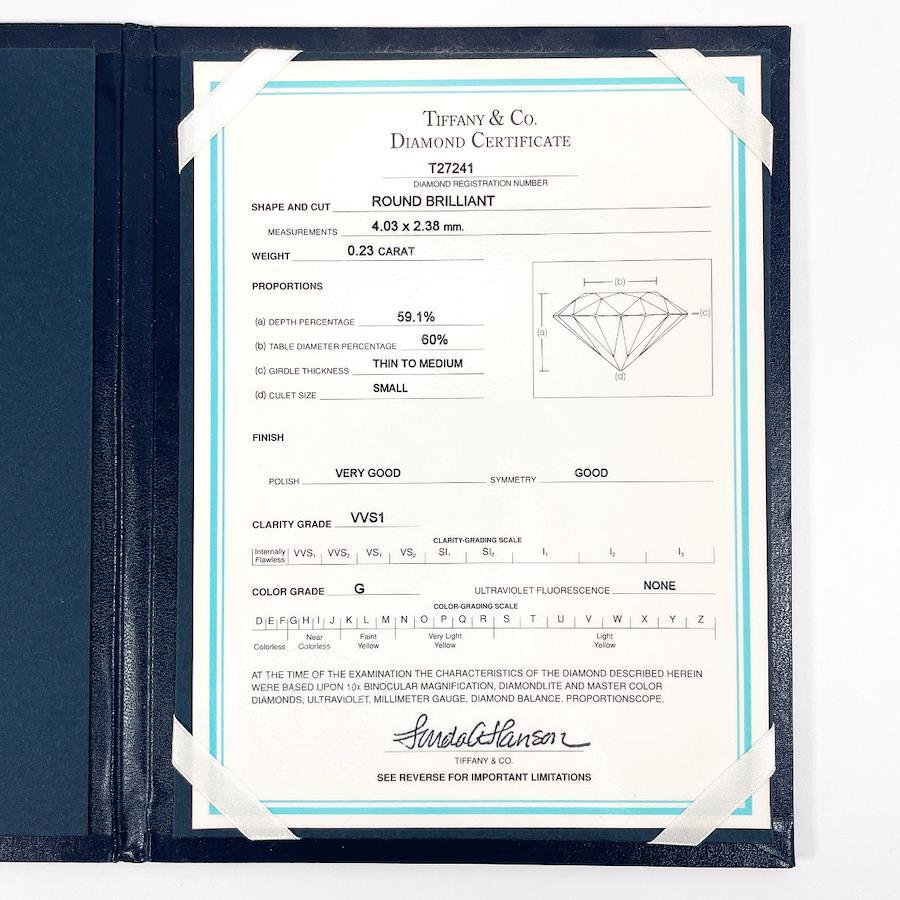 TIFFANY & CO.
DIAMOND CERTIFICATE
T27241
DIAMOND REGISTRATION NUMBER
SHAPE AND CUT ROUND BRILLIANT
MEASUREMENTS 4.03 x 2.38 mm.
WEIGHT 0.23 CARAT
PROPORTIONS
(a) DEPTH PERCENTAGE 59.1%
(b) TABLE DIAMETER PERCENTAGE 60%
(c) GIRDLE THICKNESS THIN TO MEDIUM
(d) CULET SIZE SMALL
(b)
(c)
(a)
(d)
FINISH
POLISH VERY GOOD SYMMETRY GOOD
CLARITY GRADE VVS1
CLARITY-GRADING SCALE
Internally Flawless VVS1 VVS2 VS1 VS2 SI1 SI2 I1 I2 I3
COLOR GRADE G ULTRAVIOLET FLUORESCENCE NONE
COLOR-GRADING SCALE
D E F G H I J K L M N O P Q R S T U V W X Y Z
Colorless Near Colorless Faint Yellow Very Light Yellow Light Yellow
AT THE TIME OF THE EXAMINATION THE CHARACTERISTICS OF THE DIAMOND DESCRIBED HEREIN
WERE BASED UPON 10x BINOCULAR MAGNIFICATION, DIAMONDLITE AND MASTER COLOR
DIAMONDS, ULTRAVIOLET, MILLIMETER GAUGE, DIAMOND BALANCE, PROPORTIONSCOPE.
Linda A Hanson
TIFFANY & CO.
SEE REVERSE FOR IMPORTANT LIMITATIONS